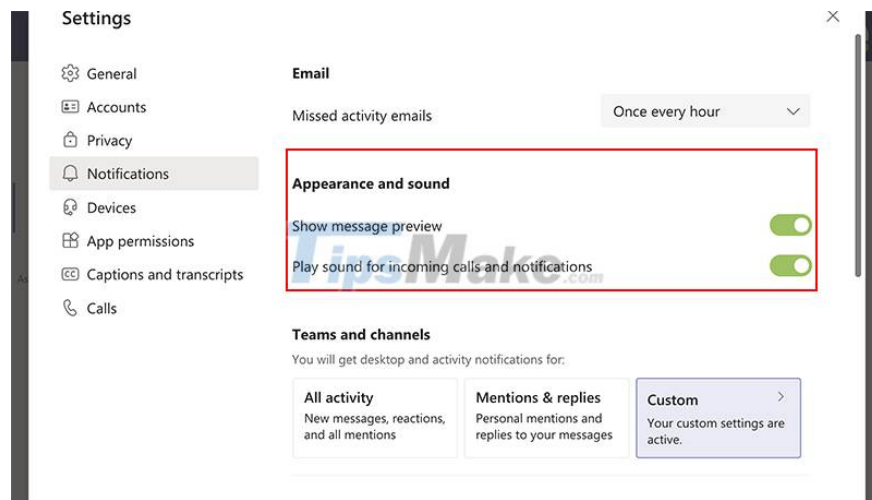 Settings
General
Accounts
Privacy
Notifications
Devices
App permissions
CC Captions and transcripts
Calls
Email
Missed activity emails
Once every hour
Appearance and sound
Show message preview
Play sound for incoming calls and notifications
TipsMake.com
Teams and channels
You will get desktop and activity notifications for:
All activity
New messages, reactions,
and all mentions
Mentions & replies
Personal mentions and
replies to your messages
Custom
Your custom settings are
active.
As